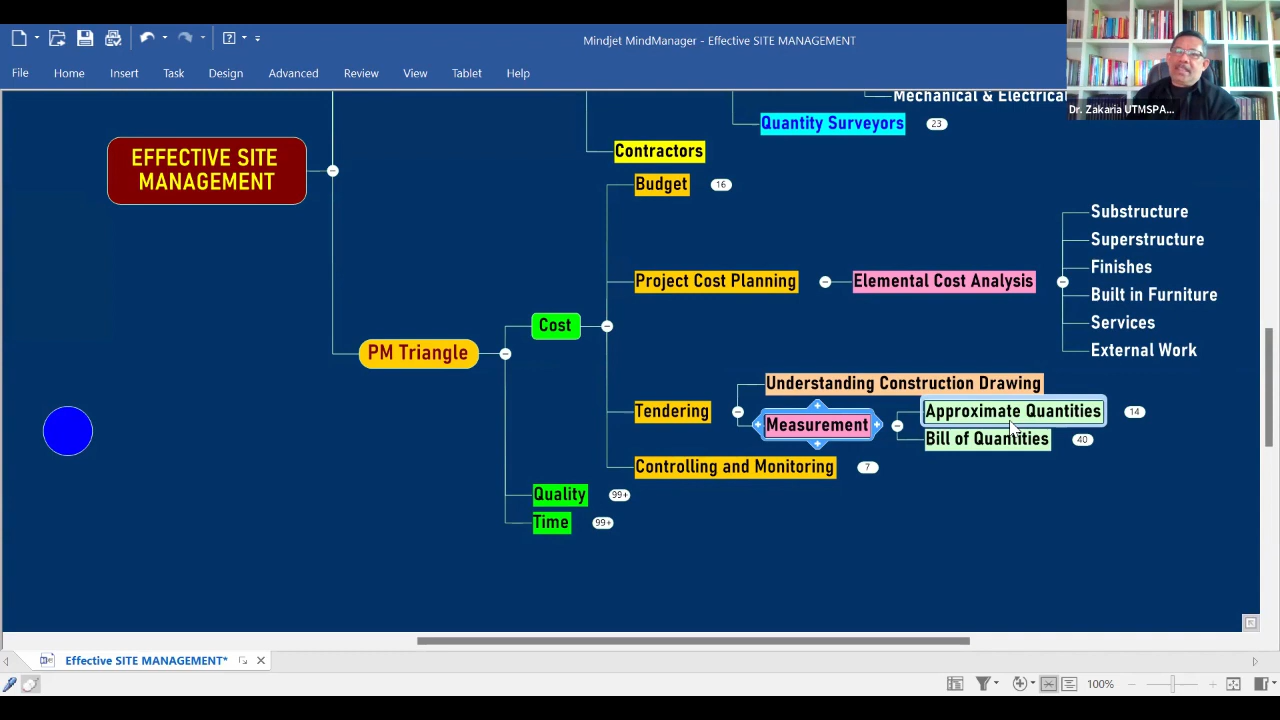 Mindjet MindManager - Effective SITE MANAGEMENT
File Home Insert Task Design Advanced Review View Tablet Help
Dr. Zakaria UTMSPA...
Mechanical & Electrical
Quantity Surveyors 23
Contractors
EFFECTIVE SITE
MANAGEMENT
Budget 16
Substructure
Superstructure
Finishes
Project Cost Planning
Elemental Cost Analysis
Built in Furniture
Services
External Work
Cost
PM Triangle
Understanding Construction Drawing
Tendering
Measurement
Approximate Quantities 14
Bill of Quantities 40
Controlling and Monitoring 7
Quality 99+
Time 99+
Effective SITE MANAGEMENT*
100%